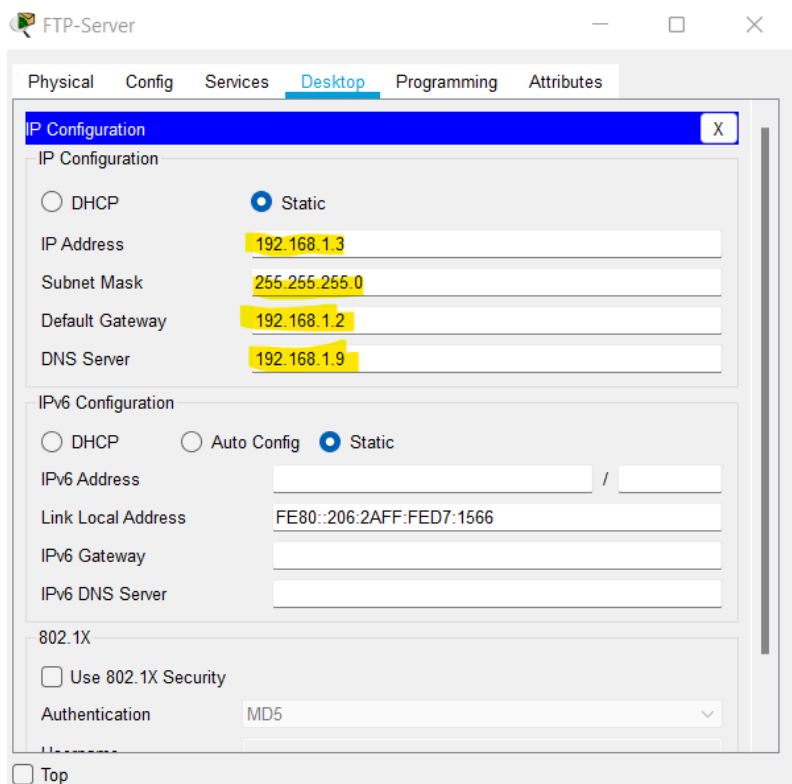 FTP-Server
Physical Config Services Desktop Programming Attributes
IP Configuration X
IP Configuration
DHCP Static
IP Address 192.168.1.3
Subnet Mask 255.255.255.0
Default Gateway 192.168.1.2
DNS Server 192.168.1.9
IPv6 Configuration
DHCP Auto Config Static
IPv6 Address /
Link Local Address FE80::206:2AFF:FED7:1566
IPv6 Gateway
IPv6 DNS Server
802.1X
Use 802.1X Security
Authentication MD5
Top